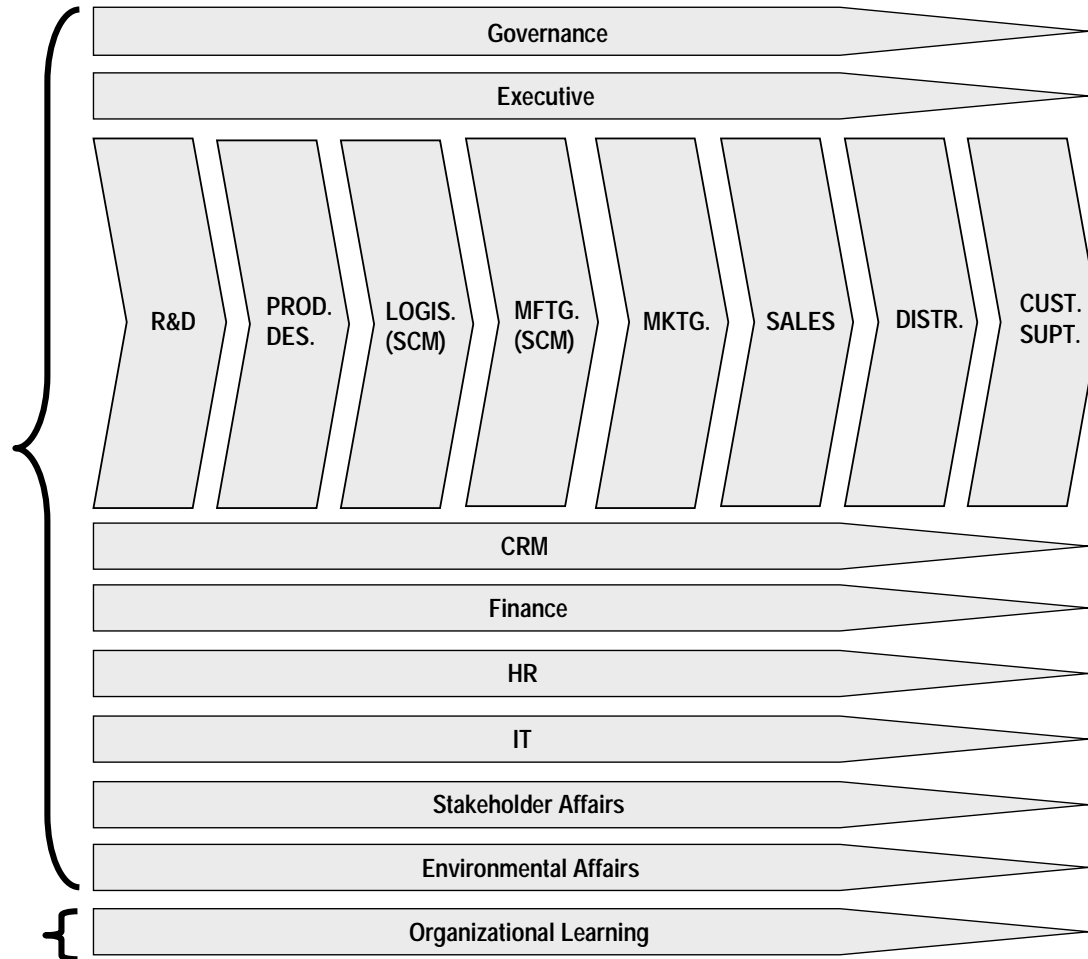 Governance
Executive
R&D
PROD.
DES.
LOGIS.
(SCM)
MFTG.
(SCM)
MKTG.
SALES
DISTR.
CUST.
SUPT.
CRM
Finance
HR
IT
Stakeholder Affairs
Environmental Affairs
Organizational Learning